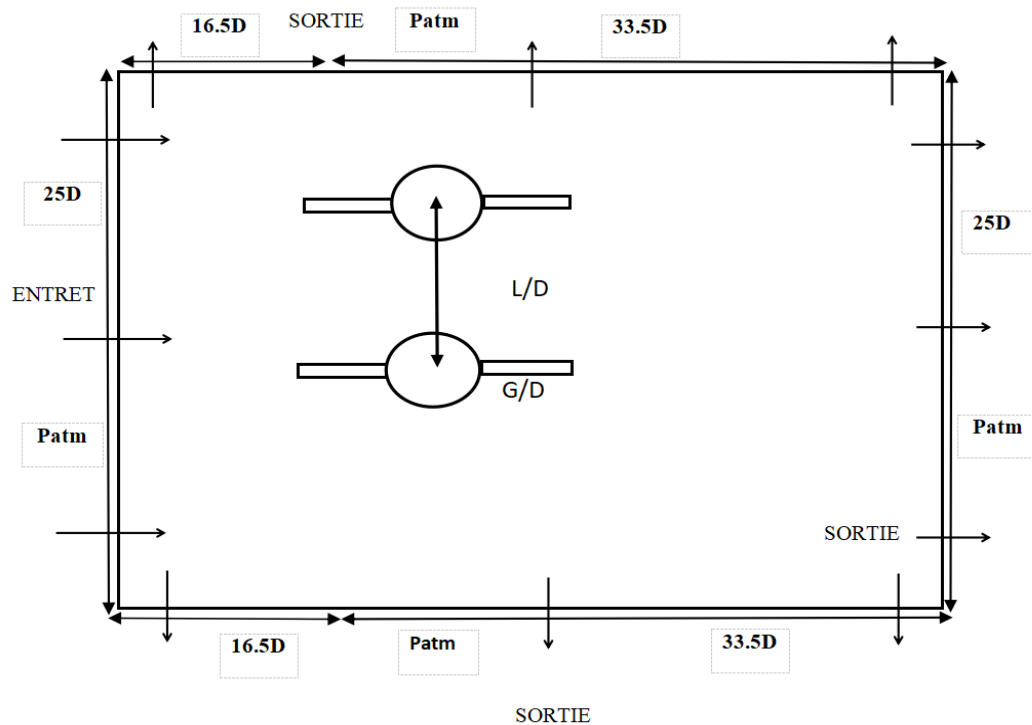 SORTIE
16.5D
Patm
33.5D
25D
25D
L/D
ENTRET
G/D
Patm
Patm
SORTIE
16.5D
Patm
33.5D
SORTIE